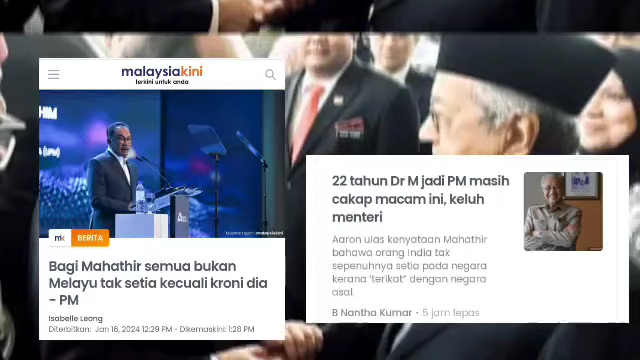 malaysiakini
terkini untuk anda
mk BERITA
Bagi Mahathir semua bukan
Melayu tak setia kecuali kroni dia
- PM
Isabelle Leong
Diterbitkan: Jan 16, 2024 12:29 PM · Dikemaskini: 1:28 PM
22 tahun Dr M jadi PM masih
cakap macam ini, keluh
menteri
Aaron ulas kenyataan Mahathir
bahawa orang India tak
sepenuhnya setia pada negara
kerana 'terikat" dengan negara
asal.
B Nantha Kumar · 5 jam lepas